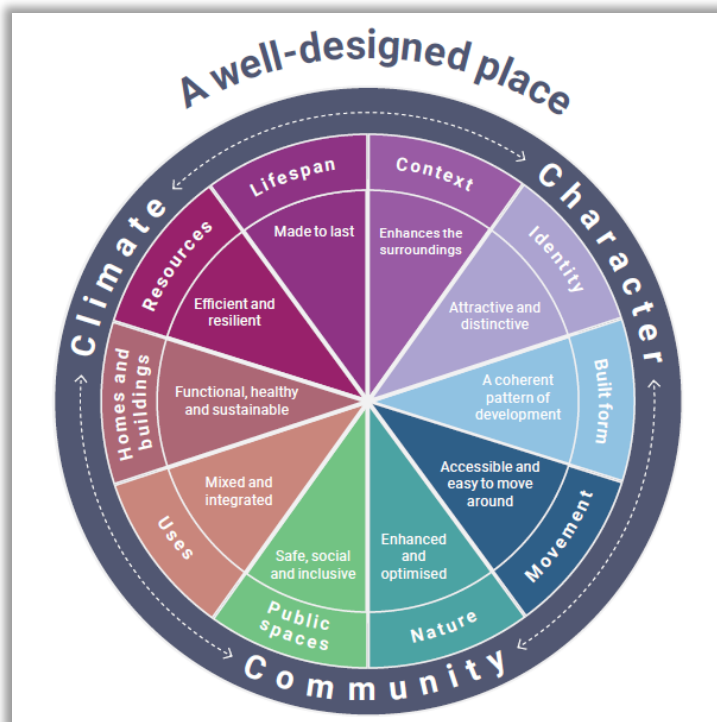 A well-designed place
Climate
Character
Community
Context
Enhances the
surroundings
Identity
Attractive and
distinctive
Built form
A coherent
pattern of
development
Movement
Accessible and
easy to move
around
Nature
Enhanced
and
optimised
Public
spaces
Safe, social
and inclusive
Uses
Mixed and
integrated
Homes and
buildings
Functional, healthy
and sustainable
Resources
Efficient and
resilient
Lifespan
Made to last